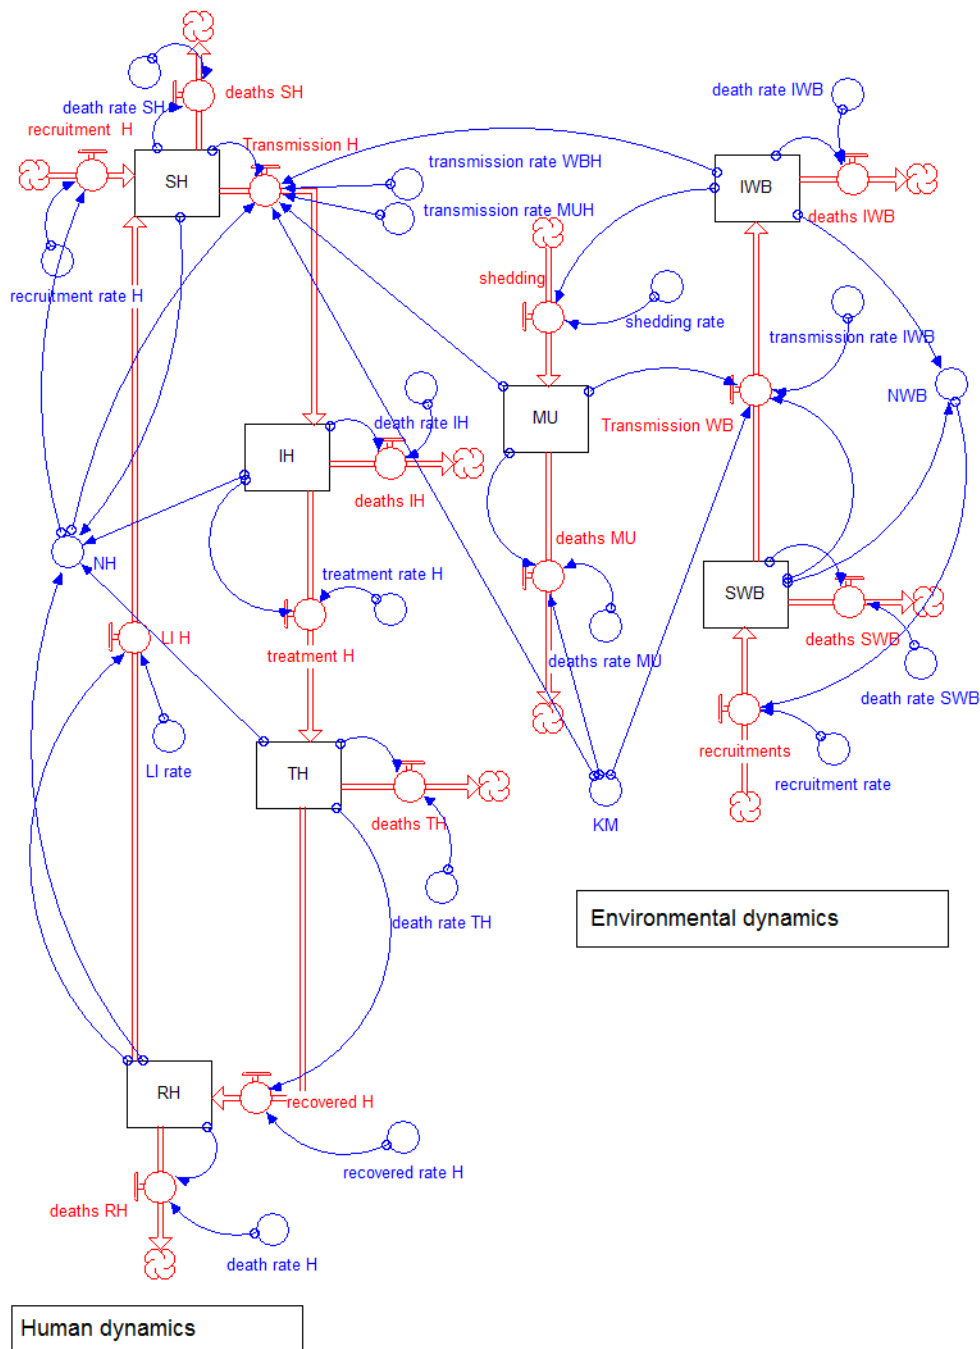 deaths SH
death rate SH
recruitment H
Transmission H
SH
transmission rate WBH
transmission rate MUH
recruitment rate H
death rate IWB
IWB
deaths IWB
shedding
shedding rate
transmission rate IWB
NWB
MU
Transmission WB
death rate IH
IH
deaths IH
NH
deaths MU
treatment rate H
treatment H
deaths rate MU
SWB
deaths SWB
death rate SWB
LI H
LI rate
recruitments
recruitment rate
TH
deaths TH
KM
death rate TH
Environmental dynamics
RH
recovered H
recovered rate H
deaths RH
death rate H
Human dynamics